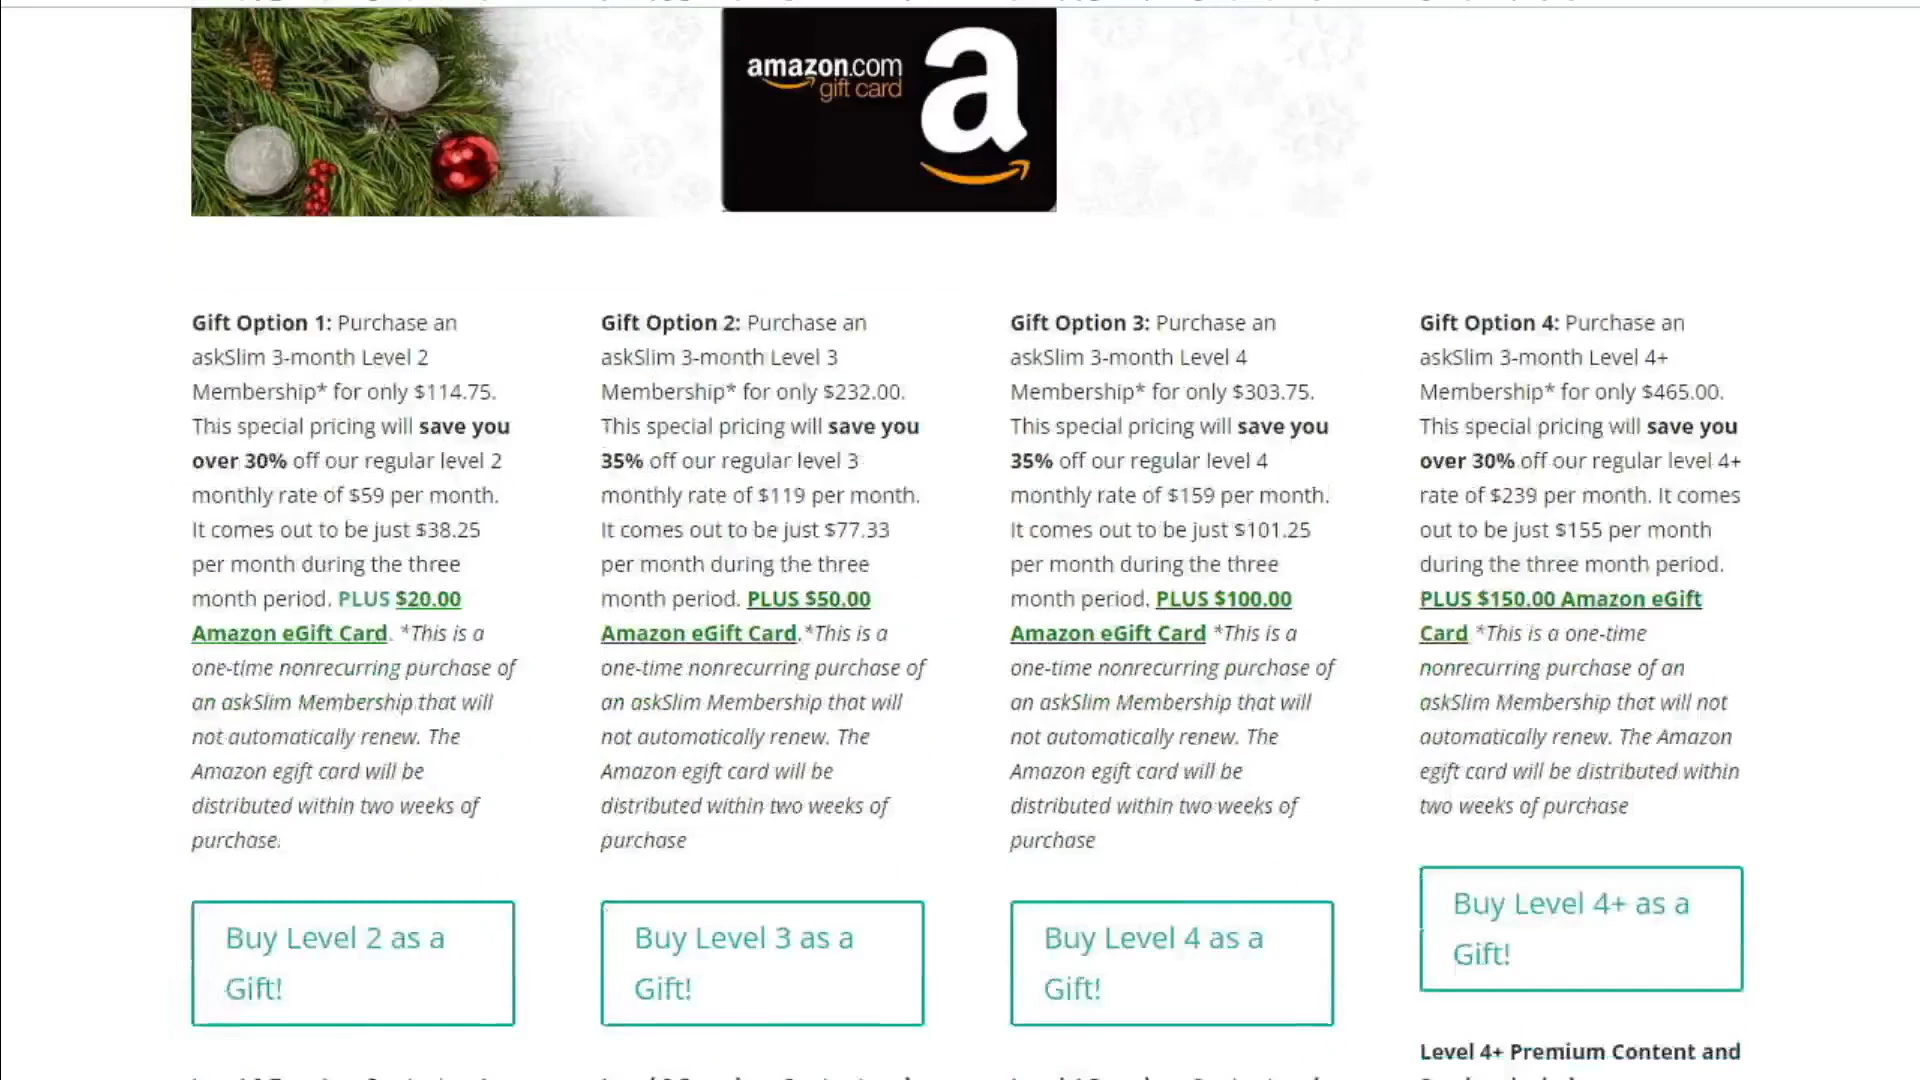 amazon.com
gift card
a
Gift Option 1: Purchase an
askSlim 3-month Level 2
Membership* for only $114.75.
This special pricing will save you
over 30% off our regular level 2
monthly rate of $59 per month.
It comes out to be just $38.25
per month during the three
month period. PLUS $20.00
Amazon eGift Card. *This is a
one-time nonrecurring purchase of
an askSlim Membership that will
not automatically renew. The
Amazon egift card will be
distributed within two weeks of
purchase.
Buy Level 2 as a
Gift!
Gift Option 2: Purchase an
askSlim 3-month Level 3
Membership* for only $232.00.
This special pricing will save you
35% off our regular level 3
monthly rate of $119 per month.
It comes out to be just $77.33
per month during the three
month period. PLUS $50.00
Amazon eGift Card.*This is a
one-time nonrecurring purchase of
an askSlim Membership that will
not automatically renew. The
Amazon egift card will be
distributed within two weeks of
purchase
Buy Level 3 as a
Gift!
Gift Option 3: Purchase an
askSlim 3-month Level 4
Membership* for only $303.75.
This special pricing will save you
35% off our regular level 4
monthly rate of $159 per month.
It comes out to be just $101.25
per month during the three
month period. PLUS $100.00
Amazon eGift Card *This is a
one-time nonrecurring purchase of
an askSlim Membership that will
not automatically renew. The
Amazon egift card will be
distributed within two weeks of
purchase
Buy Level 4 as a
Gift!
Gift Option 4: Purchase an
askSlim 3-month Level 4+
Membership* for only $465.00.
This special pricing will save you
over 30% off our regular level 4+
rate of $239 per month. It comes
out to be just $155 per month
during the three month period.
PLUS $150.00 Amazon eGift
Card *This is a one-time
nonrecurring purchase of an
askSlim Membership that will not
automatically renew. The Amazon
egift card will be distributed within
two weeks of purchase
Buy Level 4+ as a
Gift!
Level 4+ Premium Content and